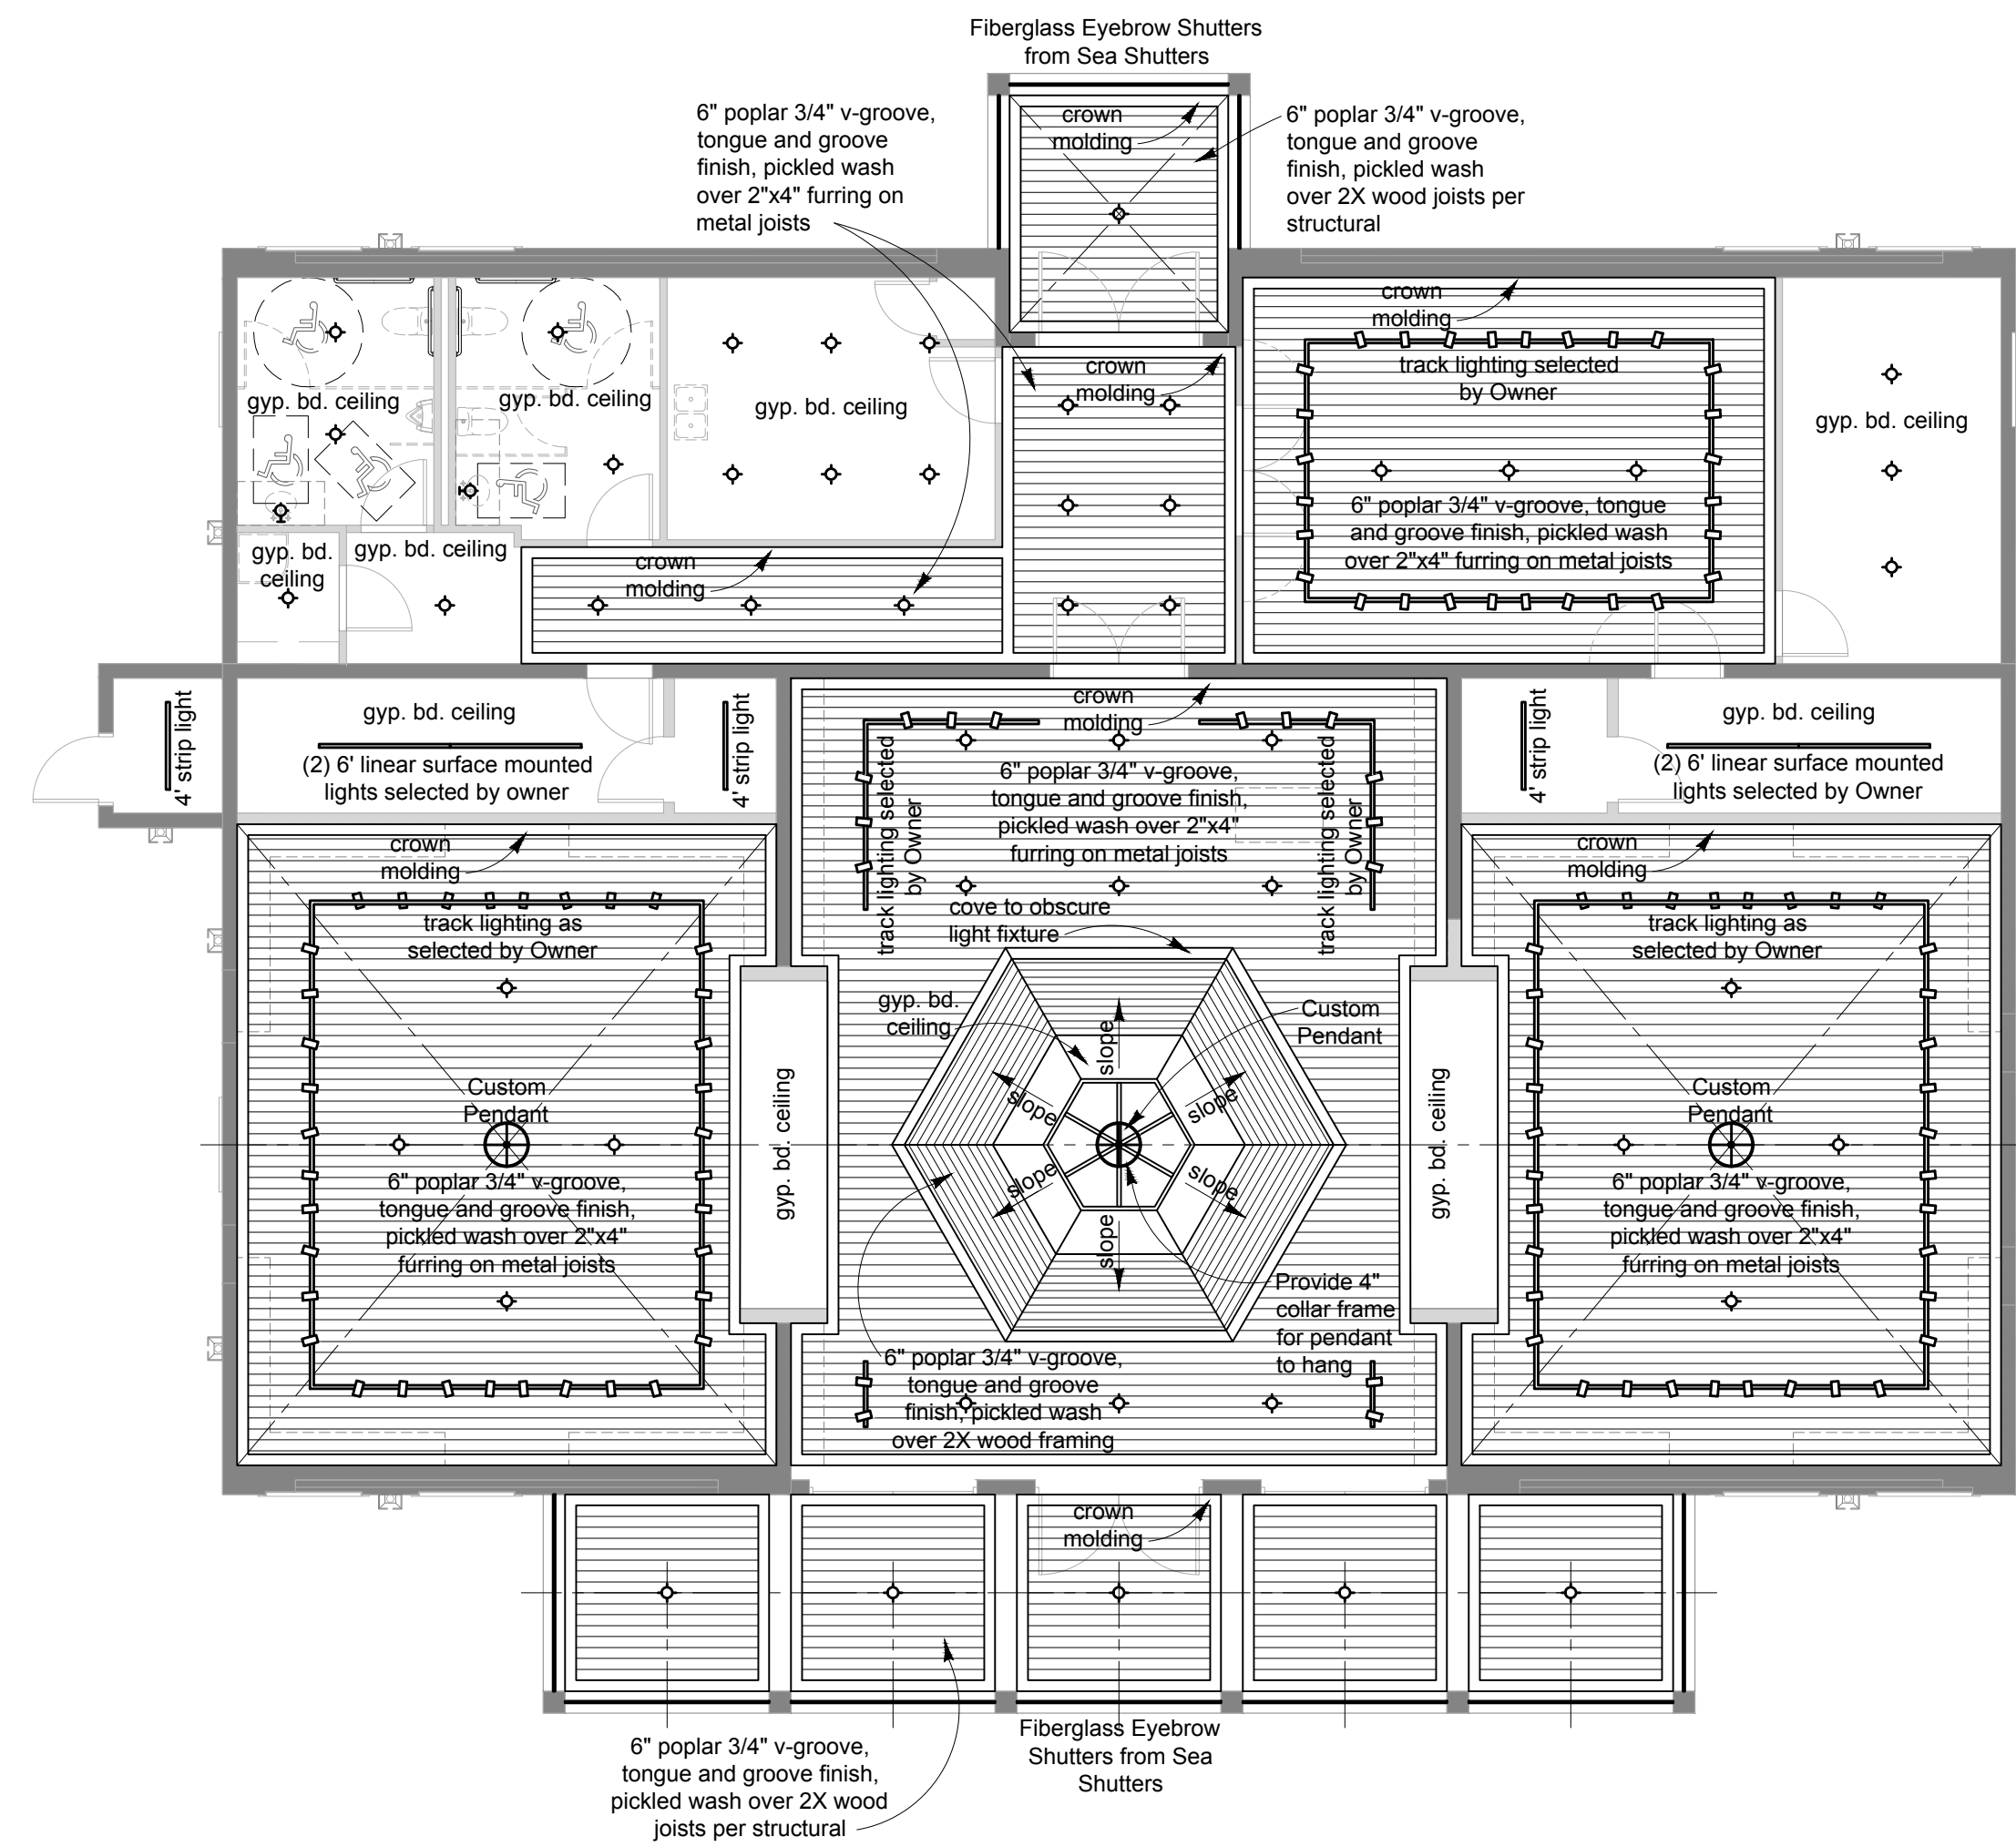 Fiberglass Eyebrow Shutters
from Sea Shutters
6" poplar 3/4" v-groove,
tongue and groove
finish, pickled wash
over 2"x4" furring on
metal joists
crown
molding
6" poplar 3/4" v-groove,
tongue and groove
finish, pickled wash
over 2X wood joists per
structural
gyp. bd. ceiling
gyp. bd. ceiling
gyp. bd. ceiling
crown
molding
crown
molding
track lighting selected
by Owner
6" poplar 3/4" v-groove, tongue
and groove finish, pickled wash
over 2"x4" furring on metal joists
gyp. bd. ceiling
gyp. bd.
ceiling
gyp. bd. ceiling
crown
molding
4' strip light
gyp. bd. ceiling
(2) 6' linear surface mounted
lights selected by owner
4' strip light
crown
molding
track lighting selected
by Owner
6" poplar 3/4" v-groove,
tongue and groove finish,
pickled wash over 2"x4"
furring on metal joists
track lighting selected
by Owner
4' strip light
gyp. bd. ceiling
(2) 6' linear surface mounted
lights selected by Owner
crown
molding
track lighting as
selected by Owner
Custom
Pendant
6" poplar 3/4" v-groove,
tongue and groove finish,
pickled wash over 2"x4"
furring on metal joists
gyp. bd. ceiling
cove to obscure
light fixture
gyp. bd.
ceiling
Custom
Pendant
slope
slope
slope
slope
slope
slope
Provide 4"
collar frame
for pendant
to hang
6" poplar 3/4" v-groove,
tongue and groove
finish, pickled wash
over 2X wood framing
gyp. bd. ceiling
crown
molding
track lighting as
selected by Owner
Custom
Pendant
6" poplar 3/4" v-groove,
tongue and groove finish,
pickled wash over 2"x4"
furring on metal joists
crown
molding
6" poplar 3/4" v-groove,
tongue and groove finish,
pickled wash over 2X wood
joists per structural
Fiberglass Eyebrow
Shutters from Sea
Shutters